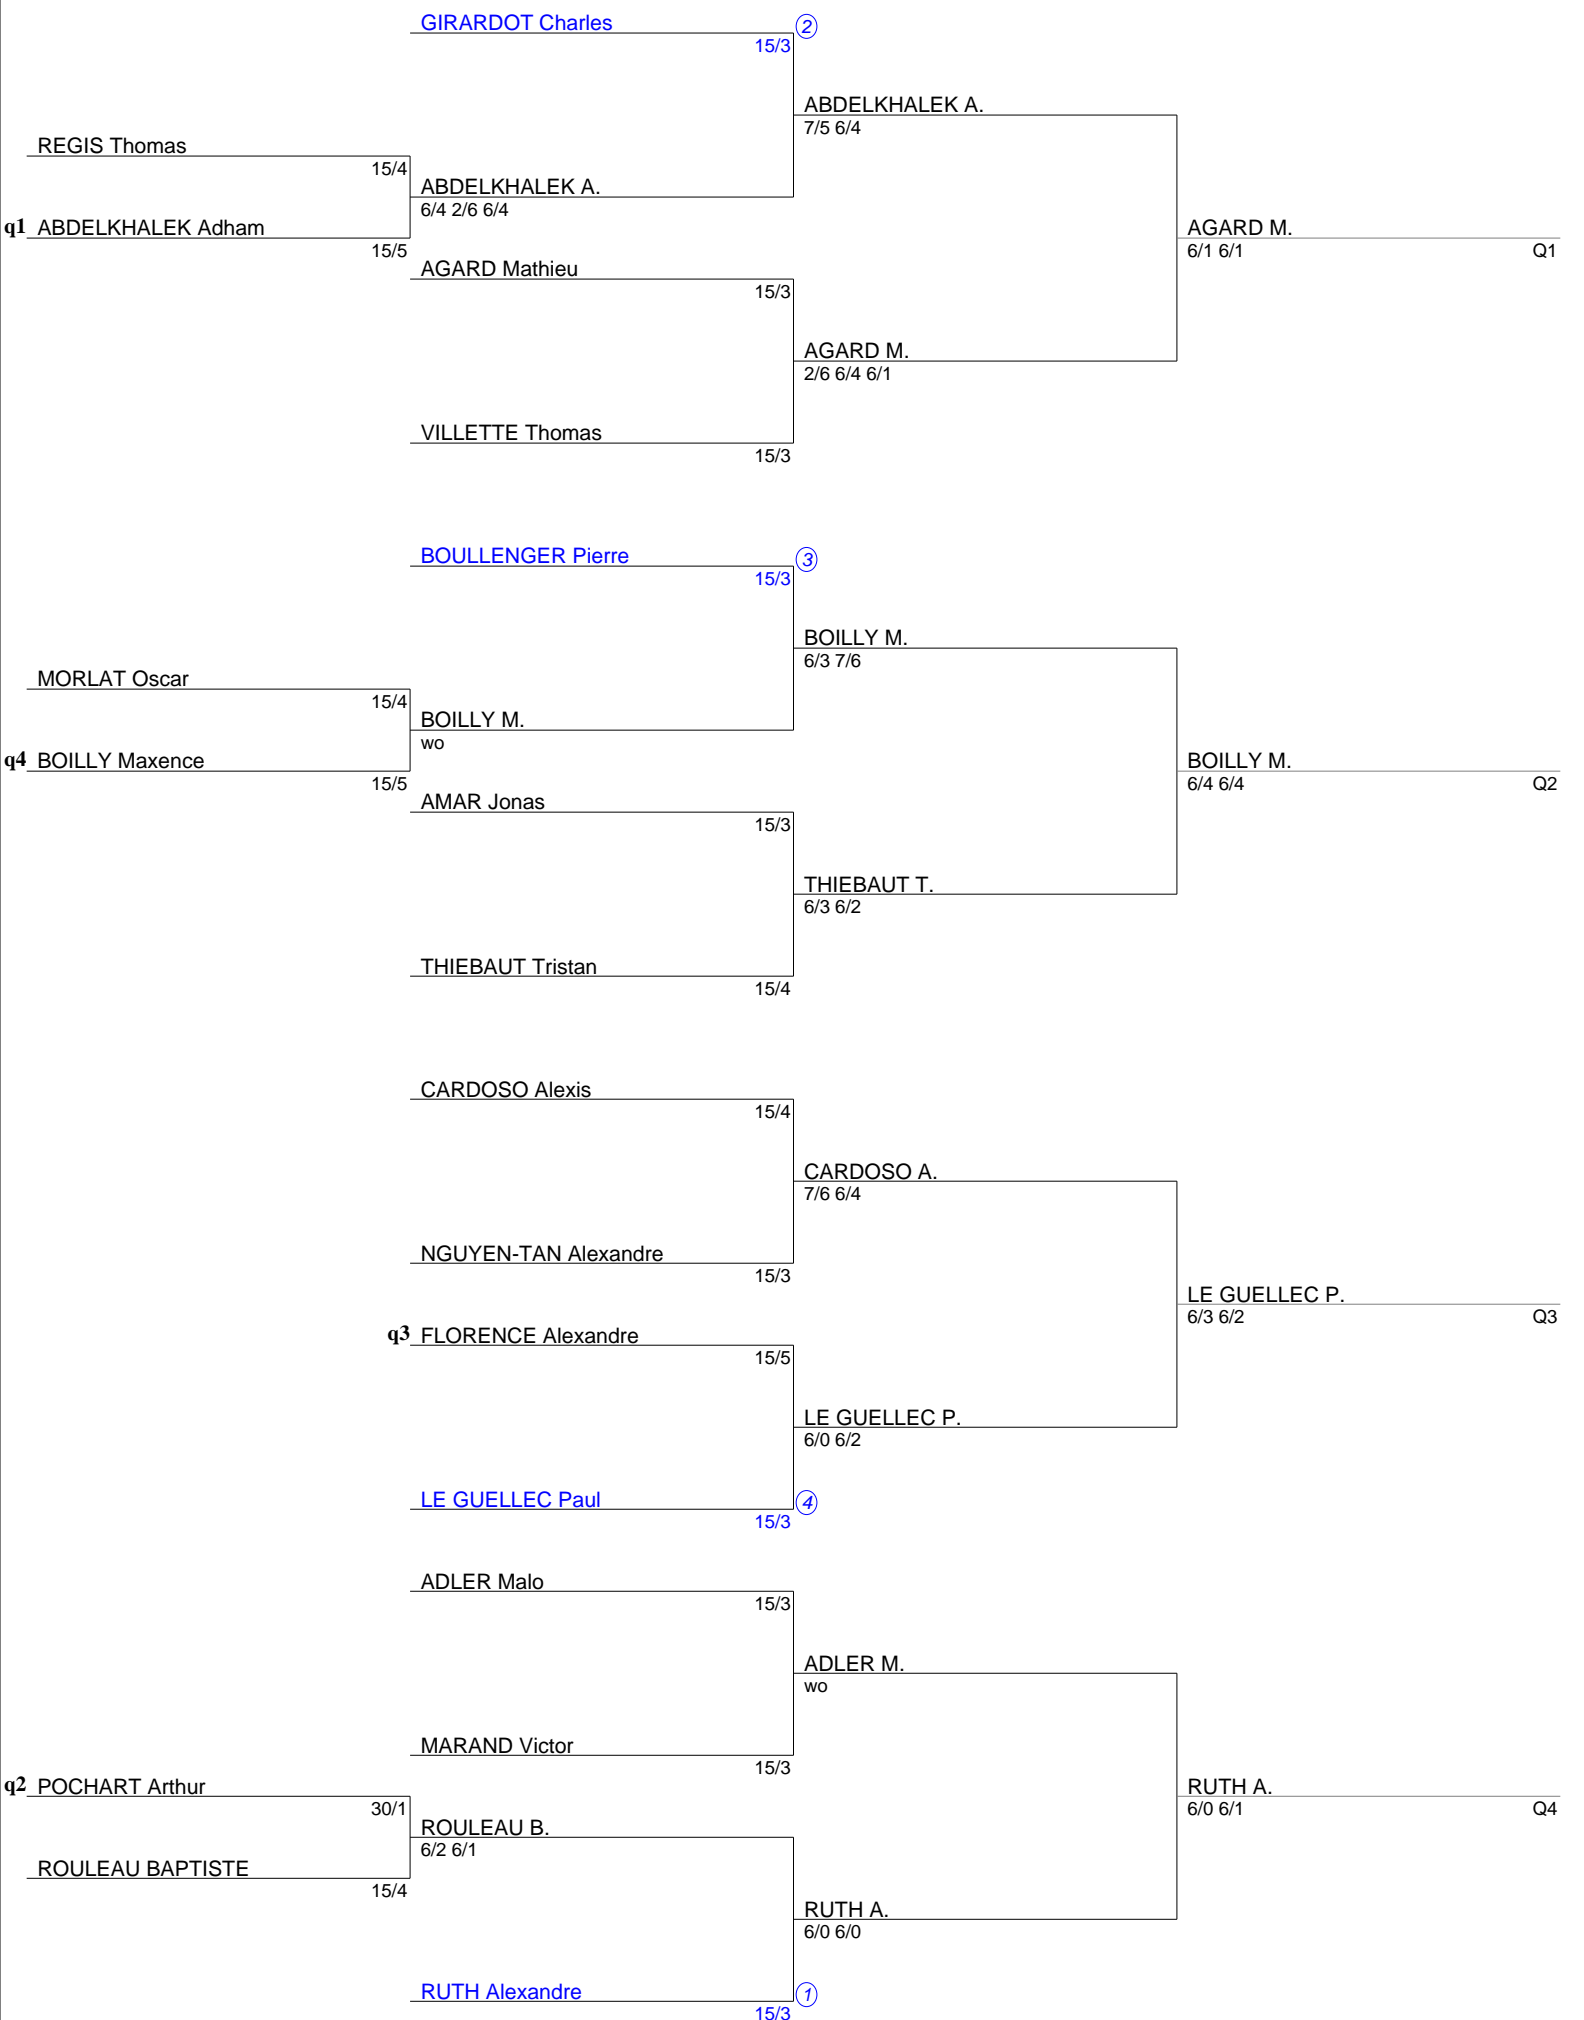 GIRARDOT Charles 2
15/3
ABDELKHALEK A.
7/5 6/4
REGIS Thomas
15/4
ABDELKHALEK A.
6/4 2/6 6/4
q1 ABDELKHALEK Adham
15/5
AGARD M.
6/1 6/1 Q1
AGARD Mathieu
15/3
AGARD M.
2/6 6/4 6/1
VILLETTE Thomas
15/3
BOULLENGER Pierre 3
15/3
BOILLY M.
6/3 7/6
MORLAT Oscar
15/4
BOILLY M.
wo
q4 BOILLY Maxence
15/5
BOILLY M.
6/4 6/4 Q2
AMAR Jonas
15/3
THIEBAUT T.
6/3 6/2
THIEBAUT Tristan
15/4
CARDOSO Alexis
15/4
CARDOSO A.
7/6 6/4
NGUYEN-TAN Alexandre
15/3
LE GUELLEC P.
6/3 6/2 Q3
q3 FLORENCE Alexandre
15/5
LE GUELLEC P.
6/0 6/2
LE GUELLEC Paul 4
15/3
ADLER Malo
15/3
ADLER M.
wo
MARAND Victor
15/3
q2 POCHART Arthur
30/1
RUTH A.
6/0 6/1 Q4
ROULEAU B.
6/2 6/1
ROULEAU BAPTISTE
15/4
RUTH A.
6/0 6/0
RUTH Alexandre 1
15/3